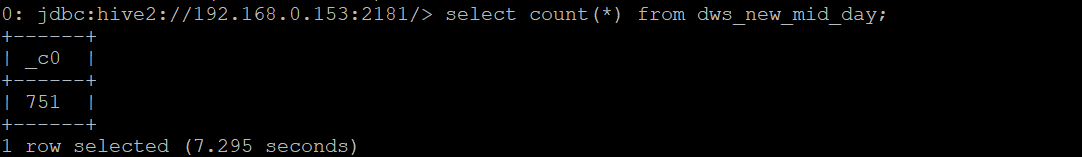 0: jdbc:hive2://192.168.0.153:2181/> select count(*) from dws_new_mid_day;
+------+
| _c0  |
+------+
| 751  |
+------+
1 row selected (7.295 seconds)